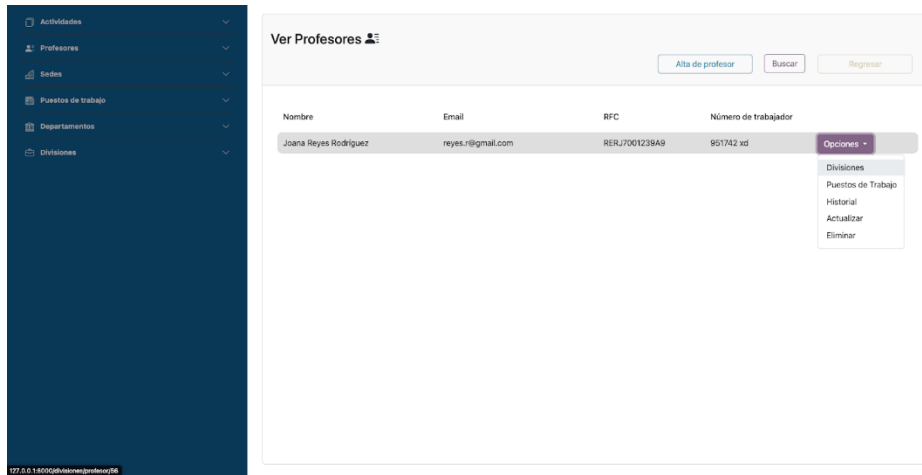 Actividades
Profesores
Sedes
Puestos de trabajo
Departamentos
Divisiones
Ver Profesores
Alta de profesor Buscar Regresar
Nombre Email RFC Número de trabajador
Joana Reyes Rodríguez reyes.r@gmail.com RERJ7001239A9 951742 xd Opciones
Divisiones
Puestos de Trabajo
Historial
Actualizar
Eliminar
127.0.0.1:8000/divisiones/profesor/56